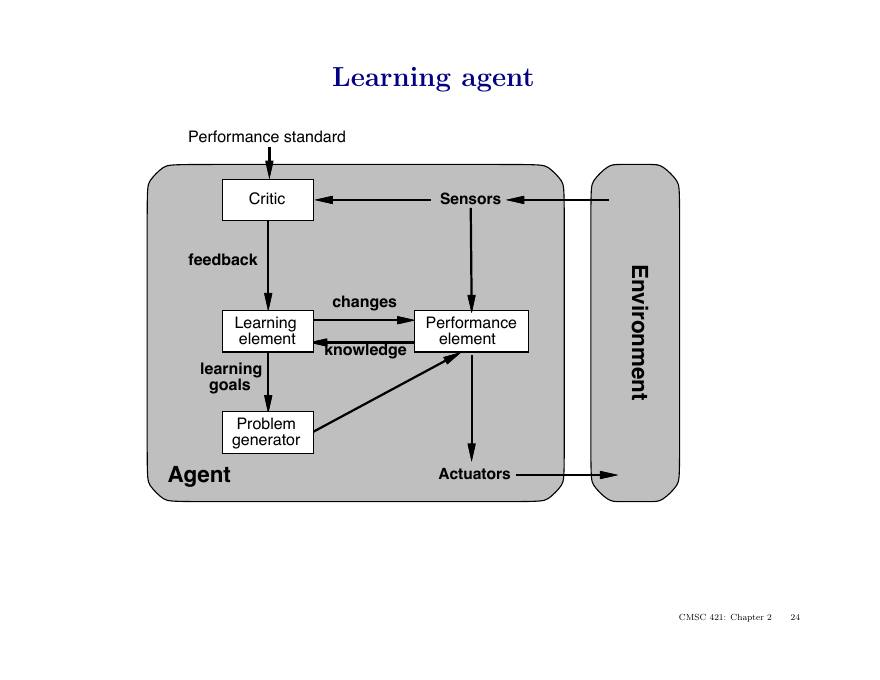 Learning agent
Performance standard
Critic
Sensors
feedback
changes
Learning
element
Performance
element
knowledge
learning
goals
Problem
generator
Agent
Actuators
Environment
CMSC 421: Chapter 2 24